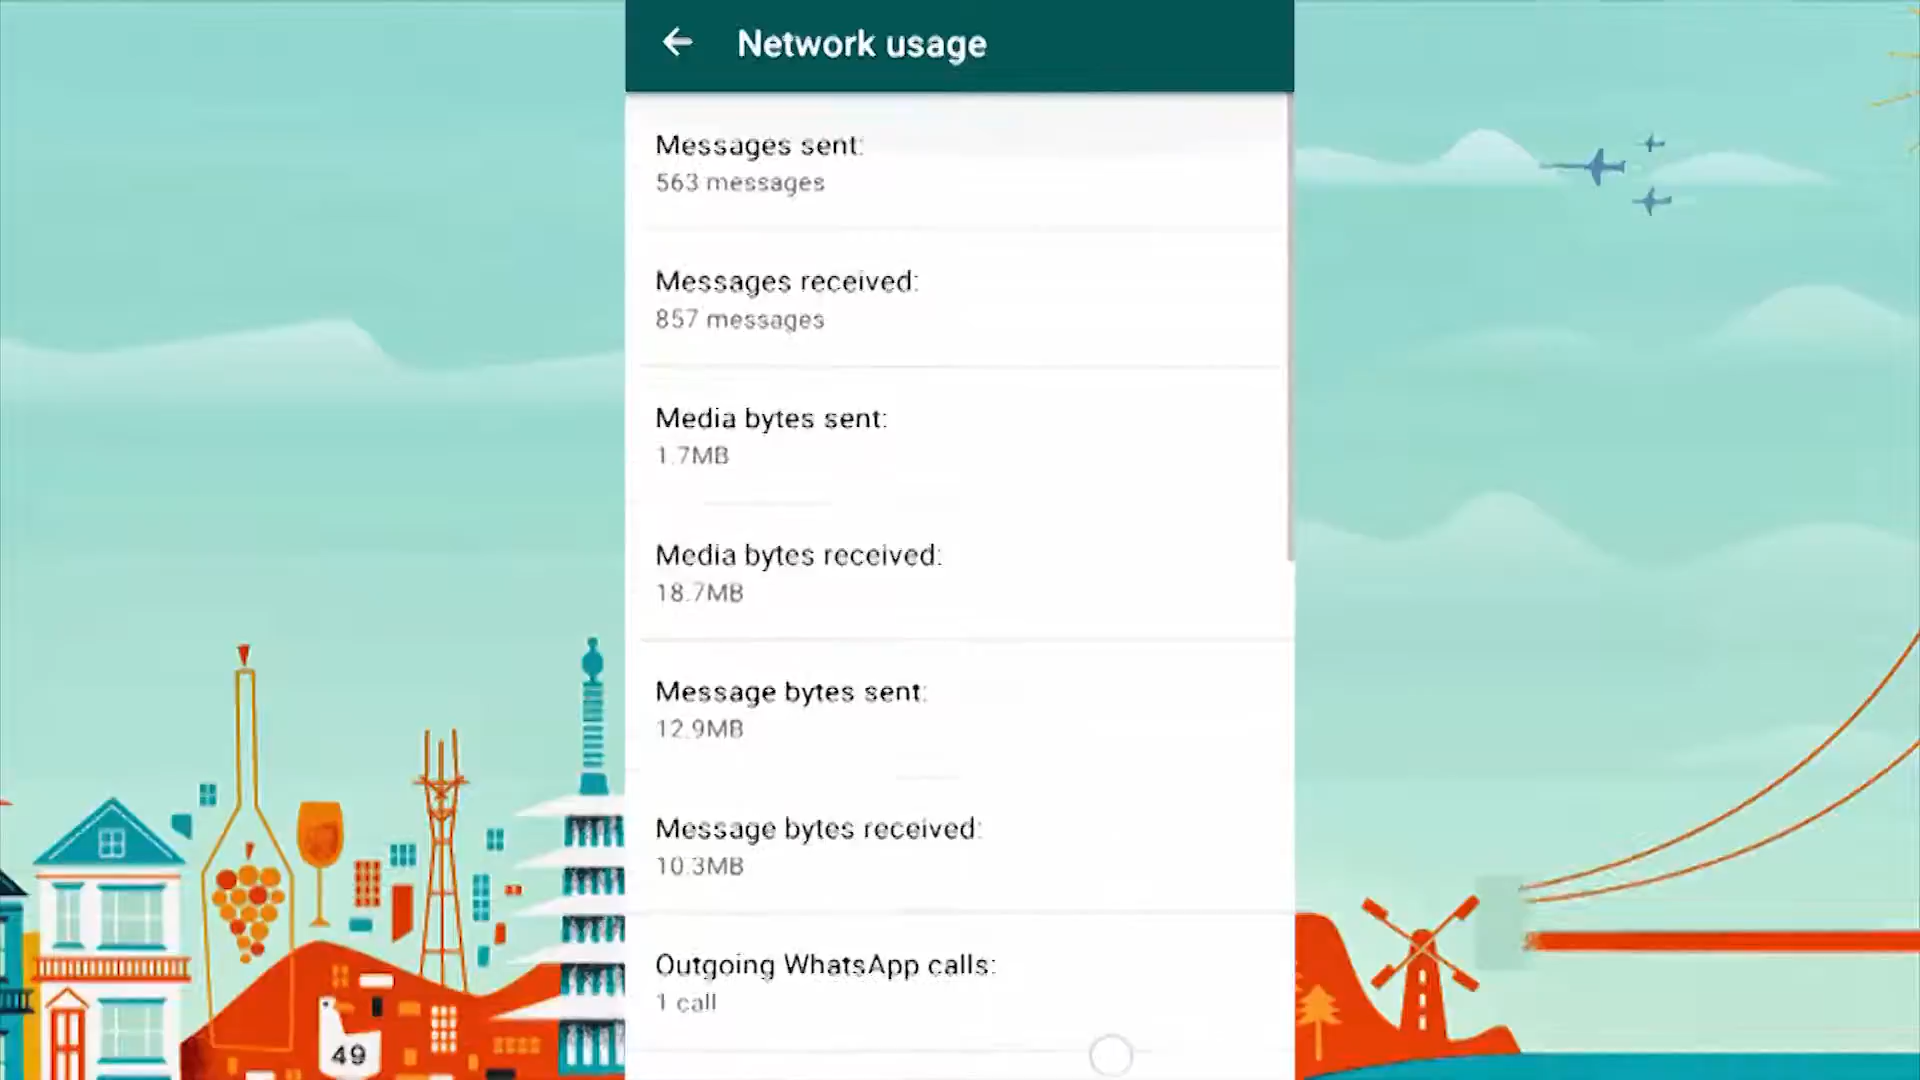 Network usage
Messages sent:
563 messages
Messages received:
857 messages
Media bytes sent:
1.7MB
Media bytes received:
18.7MB
Message bytes sent:
12.9MB
Message bytes received:
10.3MB
Outgoing WhatsApp calls:
1 call
49